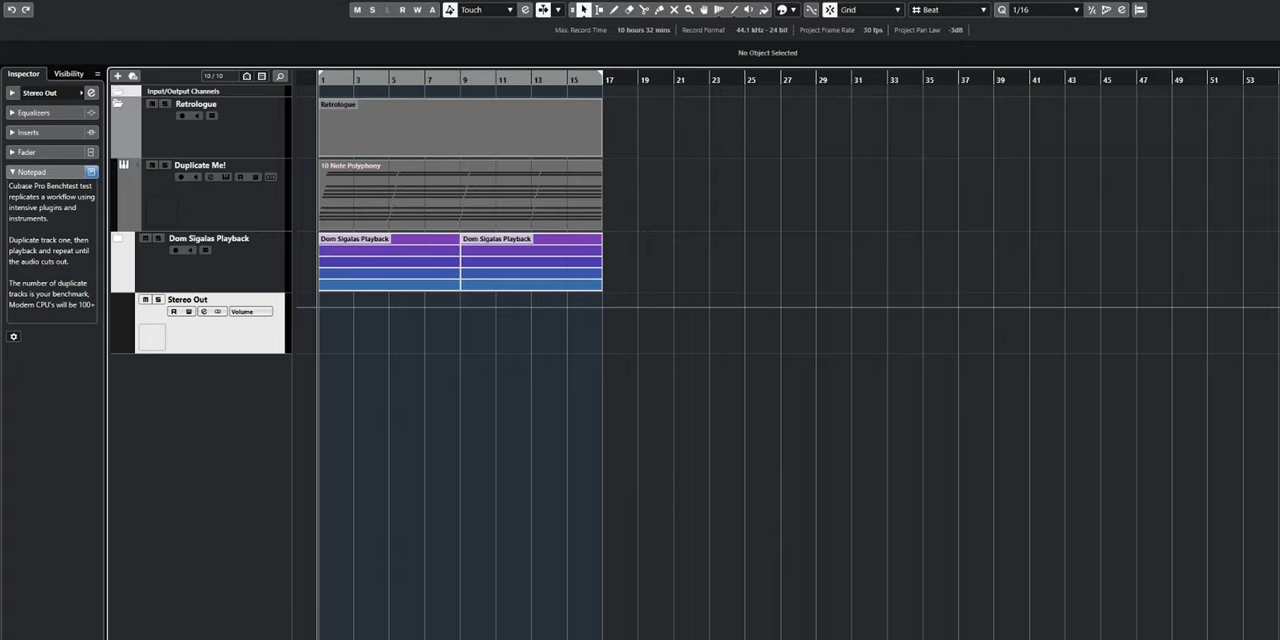 M S L R W A Touch Grid Beat Q 1/16
Max. Record Time 10 hours 32 mins Record Format 44.1 kHz - 24 bit Project Frame Rate 30 fps Project Pan Law -3dB
No Object Selected
Inspector Visibility
10 / 10
1 3 5 7 9 11 13 15 17 19 21 23 25 27 29 31 33 35 37 39 41 43 45 47 49 51 53
Stereo Out
Input/Output Channels
m S Retrologue
Retrologue
Equalizers
Inserts
Fader
Notepad
Cubase Pro Benchtest test
replicates a workflow using
intensive plugins and
instruments.
Duplicate track one, then
playback and repeat until
the audio cuts out.
The number of duplicate
tracks is your benchmark,
Modern CPU's will be 100+
m S Duplicate Me!
R W
10 Note Polyphony
m S Dom Sigalas Playback
Dom Sigalas Playback Dom Sigalas Playback
m S Stereo Out
R W e Volume